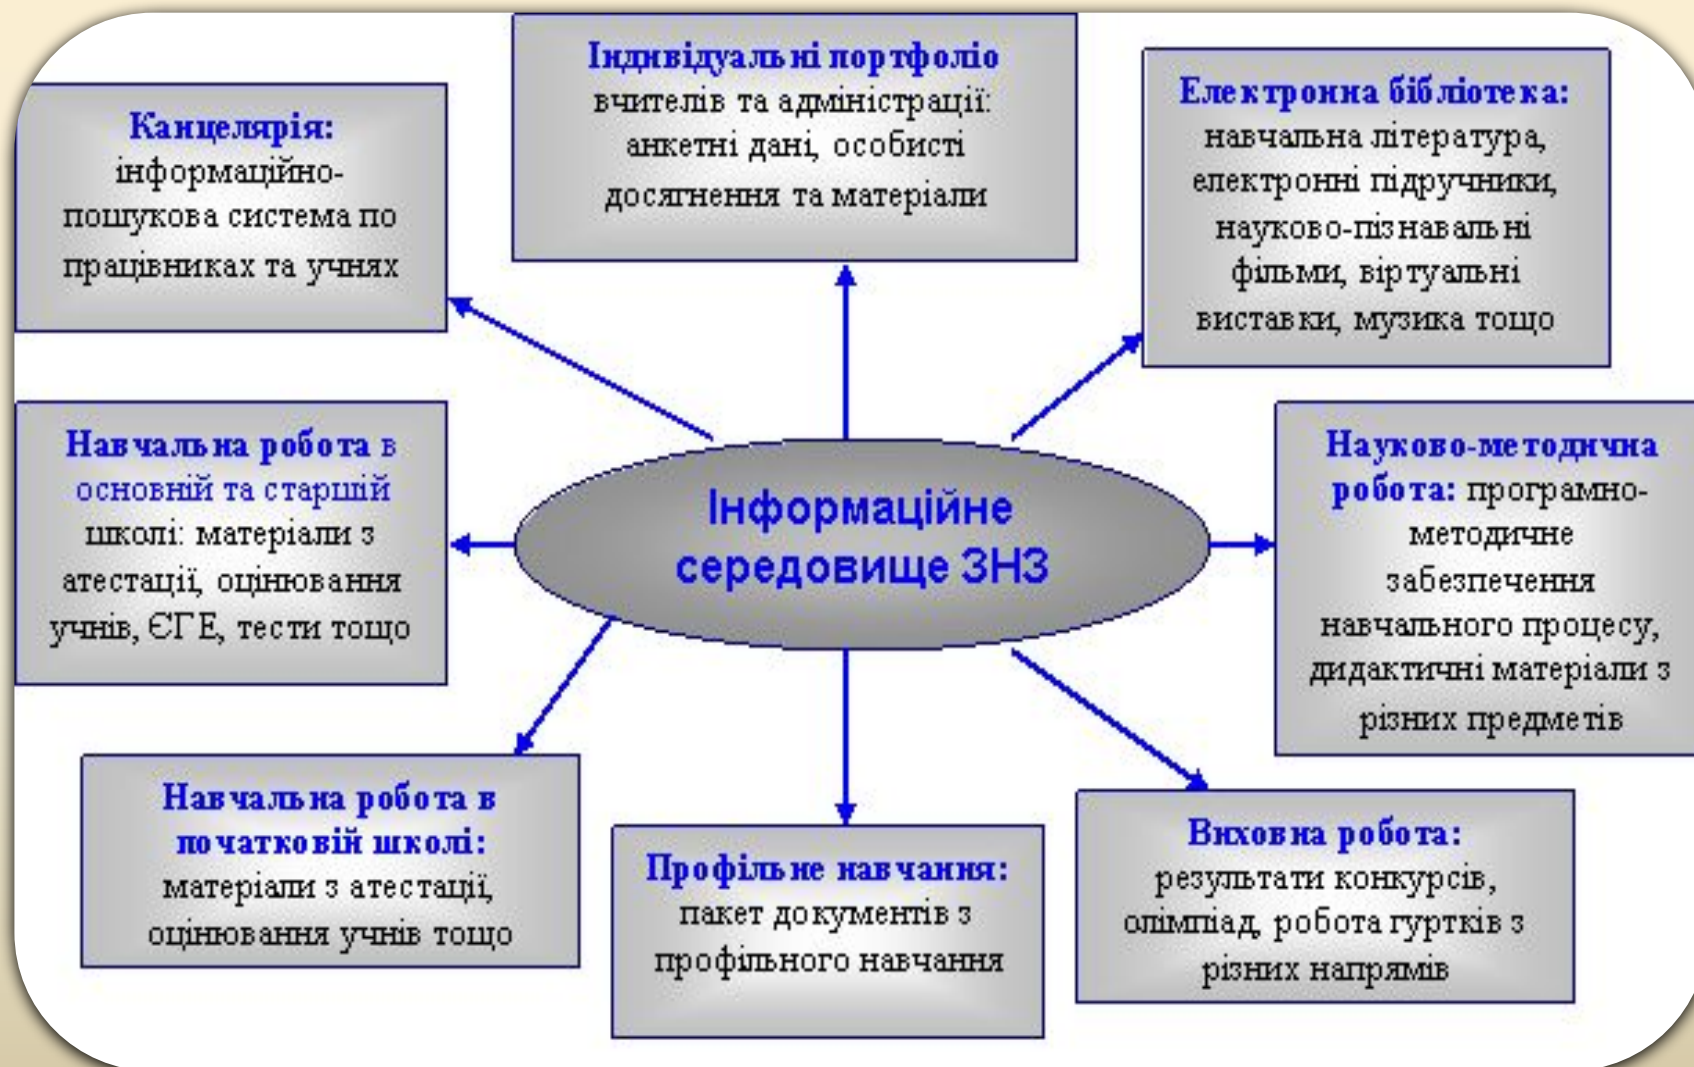 Індивідуальні портфоліо
вчителів та адміністрації:
анкетні дані, особисті
досягнення та матеріали
Канцелярія:
інформаційно-
пошукова система по
працівниках та учнях
Електронна бібліотека:
навчальна література,
електронні підручники,
науково-пізнавальні
фільми, віртуальні
виставки, музика тощо
Навчальна робота в
основній та старшій
школі: матеріали з
атестації, оцінювання
учнів, ЄГЕ, тести тощо
Інформаційне
середовище ЗНЗ
Науково-методична
робота: програмно-
методичне
забезпечення
навчального процесу,
дидактичні матеріали з
різних предметів
Навчальна робота в
початковій школі:
матеріали з атестації,
оцінювання учнів тощо
Профільне навчання:
пакет документів з
профільного навчання
Виховна робота:
результати конкурсів,
олімпіад, робота гуртків з
різних напрямів